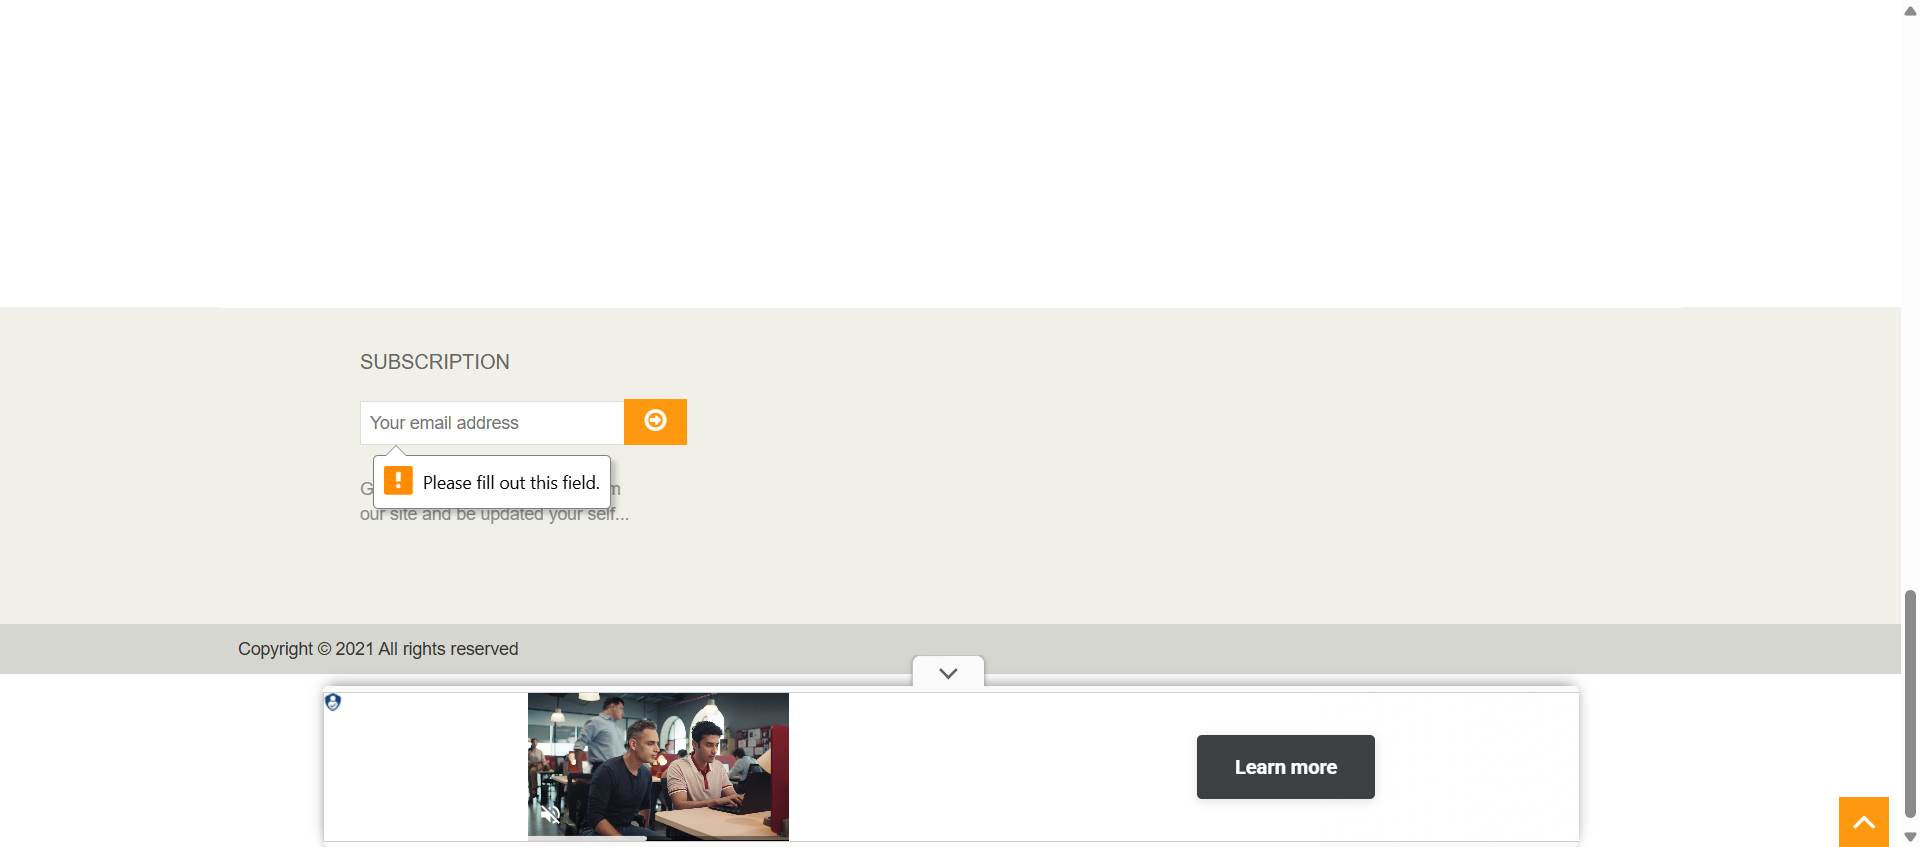 SUBSCRIPTION
Your email address
Please fill out this field.
our site and be updated your self...
Copyright © 2021 All rights reserved
Learn more